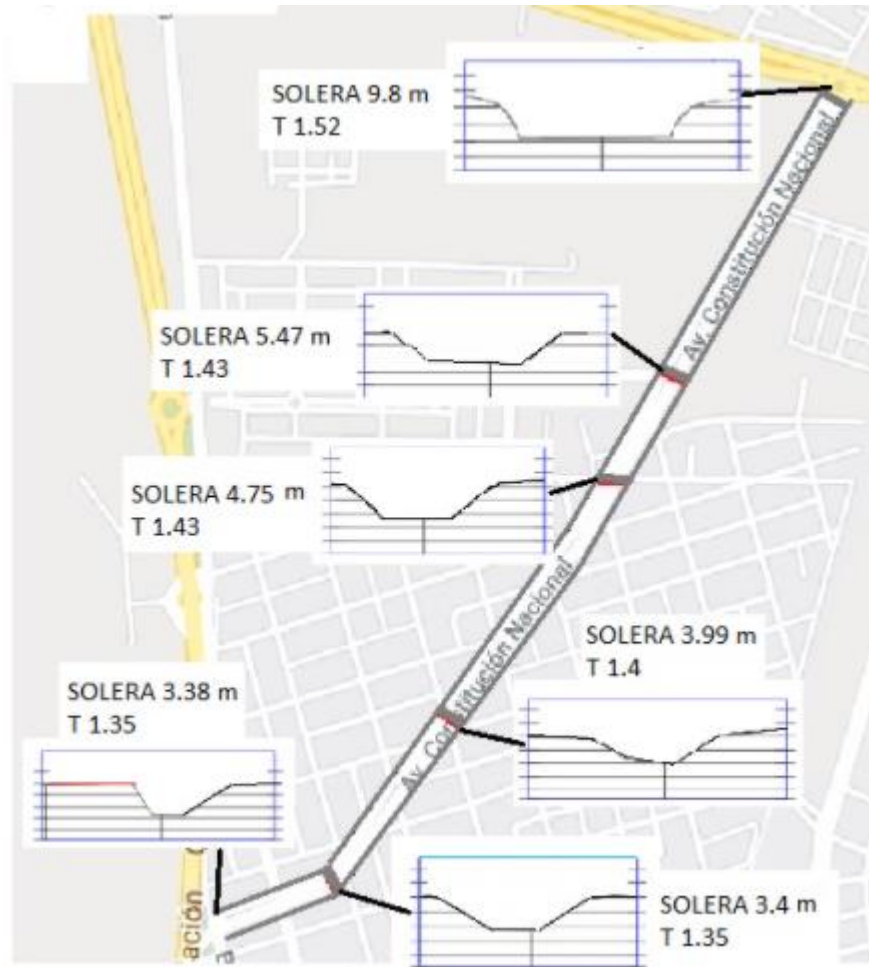 SOLERA 9.8 m
T 1.52
Av. Constitución Nacional
SOLERA 5.47 m
T 1.43
SOLERA 4.75 m
T 1.43
Av. Constitución Nacional
SOLERA 3.99 m
T 1.4
SOLERA 3.38 m
T 1.35
SOLERA 3.4 m
T 1.35
ación